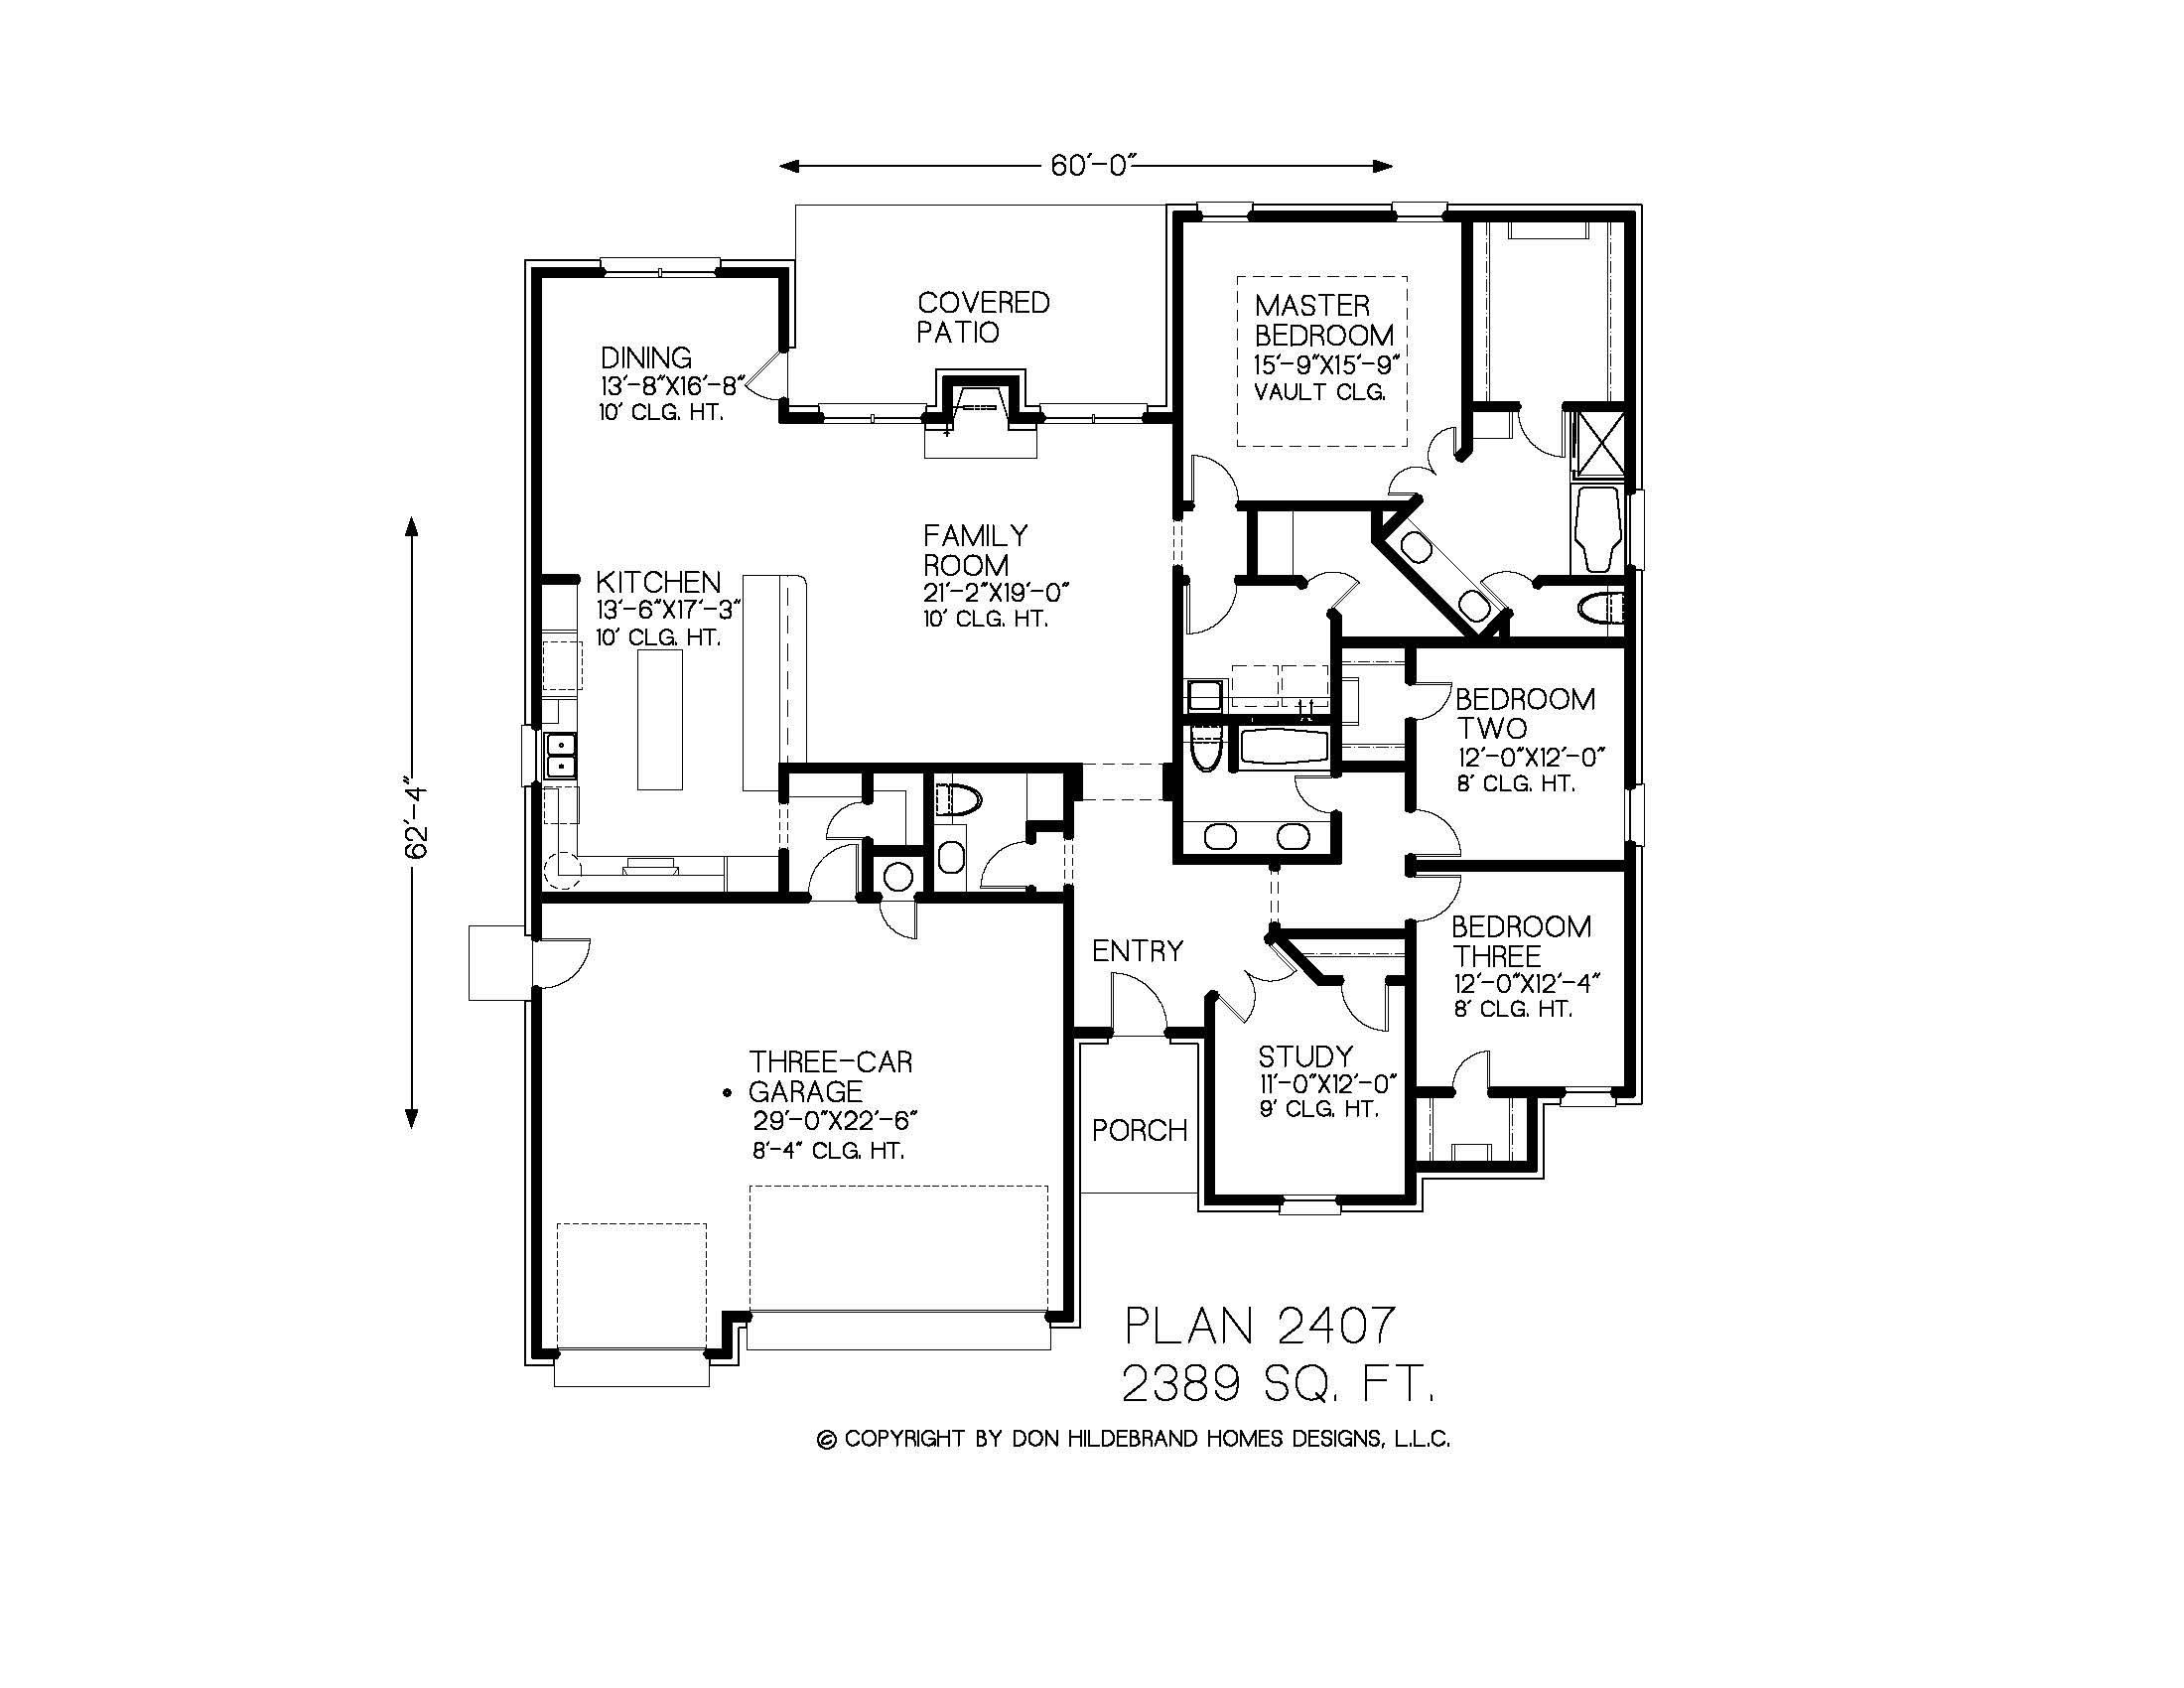 60'-0"
COVERED
PATIO
MASTER
BEDROOM
15'-9"X15'-9"
VAULT CLG.
DINING
13'-8"X16'-8"
10' CLG. HT.
FAMILY
ROOM
21'-2"X19'-0"
10' CLG. HT.
KITCHEN
13'-6"X17'-3"
10' CLG. HT.
BEDROOM
TWO
12'-0"X12'-0"
8' CLG. HT.
62'-4"
BEDROOM
THREE
12'-0"X12'-4"
8' CLG. HT.
ENTRY
STUDY
11'-0"X12'-0"
9' CLG. HT.
THREE-CAR
GARAGE
29'-0"X22'-6"
8'-4" CLG. HT.
PORCH
PLAN 2407
2389 SQ. FT.
© COPYRIGHT BY DON HILDEBRAND HOMES DESIGNS, L.L.C.